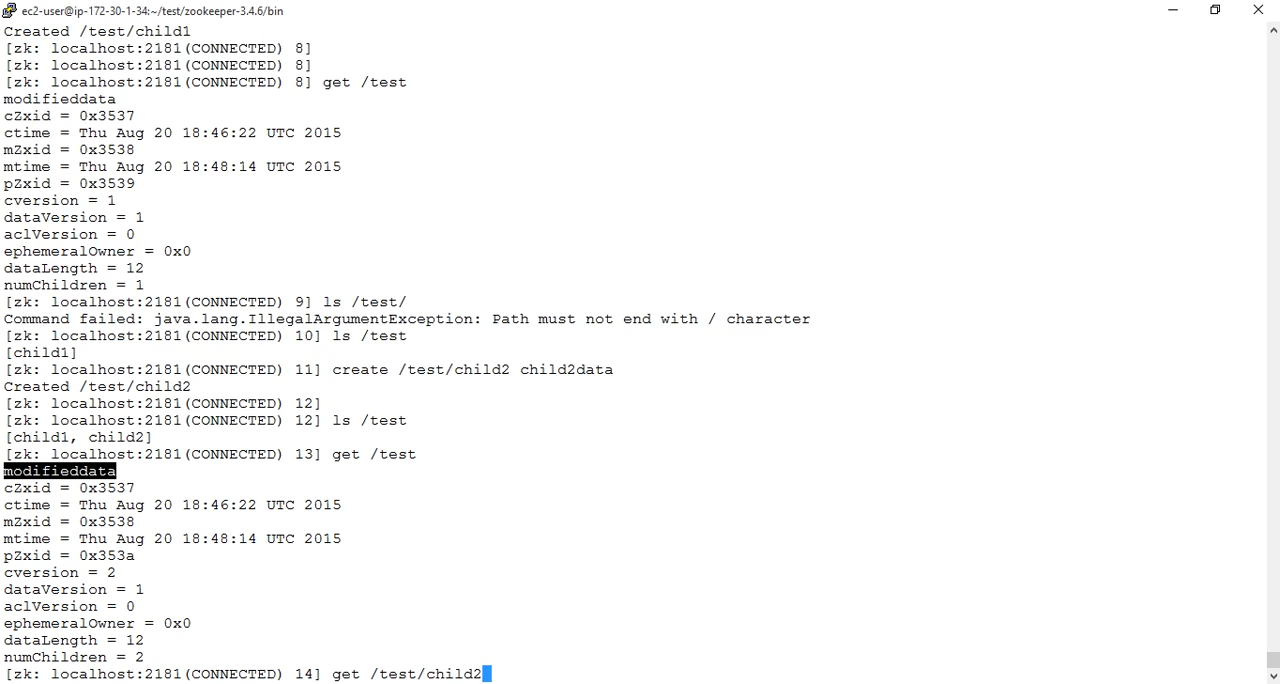 ec2-user@ip-172-30-1-34:~/test/zookeeper-3.4.6/bin
Created /test/child1
[zk: localhost:2181(CONNECTED) 8]
[zk: localhost:2181(CONNECTED) 8]
[zk: localhost:2181(CONNECTED) 8] get /test
modifieddata
cZxid = 0x3537
ctime = Thu Aug 20 18:46:22 UTC 2015
mZxid = 0x3538
mtime = Thu Aug 20 18:48:14 UTC 2015
pZxid = 0x3539
cversion = 1
dataVersion = 1
aclVersion = 0
ephemeralOwner = 0x0
dataLength = 12
numChildren = 1
[zk: localhost:2181(CONNECTED) 9] ls /test/
Command failed: java.lang.IllegalArgumentException: Path must not end with / character
[zk: localhost:2181(CONNECTED) 10] ls /test
[child1]
[zk: localhost:2181(CONNECTED) 11] create /test/child2 child2data
Created /test/child2
[zk: localhost:2181(CONNECTED) 12]
[zk: localhost:2181(CONNECTED) 12] ls /test
[child1, child2]
[zk: localhost:2181(CONNECTED) 13] get /test
modifieddata
cZxid = 0x3537
ctime = Thu Aug 20 18:46:22 UTC 2015
mZxid = 0x3538
mtime = Thu Aug 20 18:48:14 UTC 2015
pZxid = 0x353a
cversion = 2
dataVersion = 1
aclVersion = 0
ephemeralOwner = 0x0
dataLength = 12
numChildren = 2
[zk: localhost:2181(CONNECTED) 14] get /test/child2